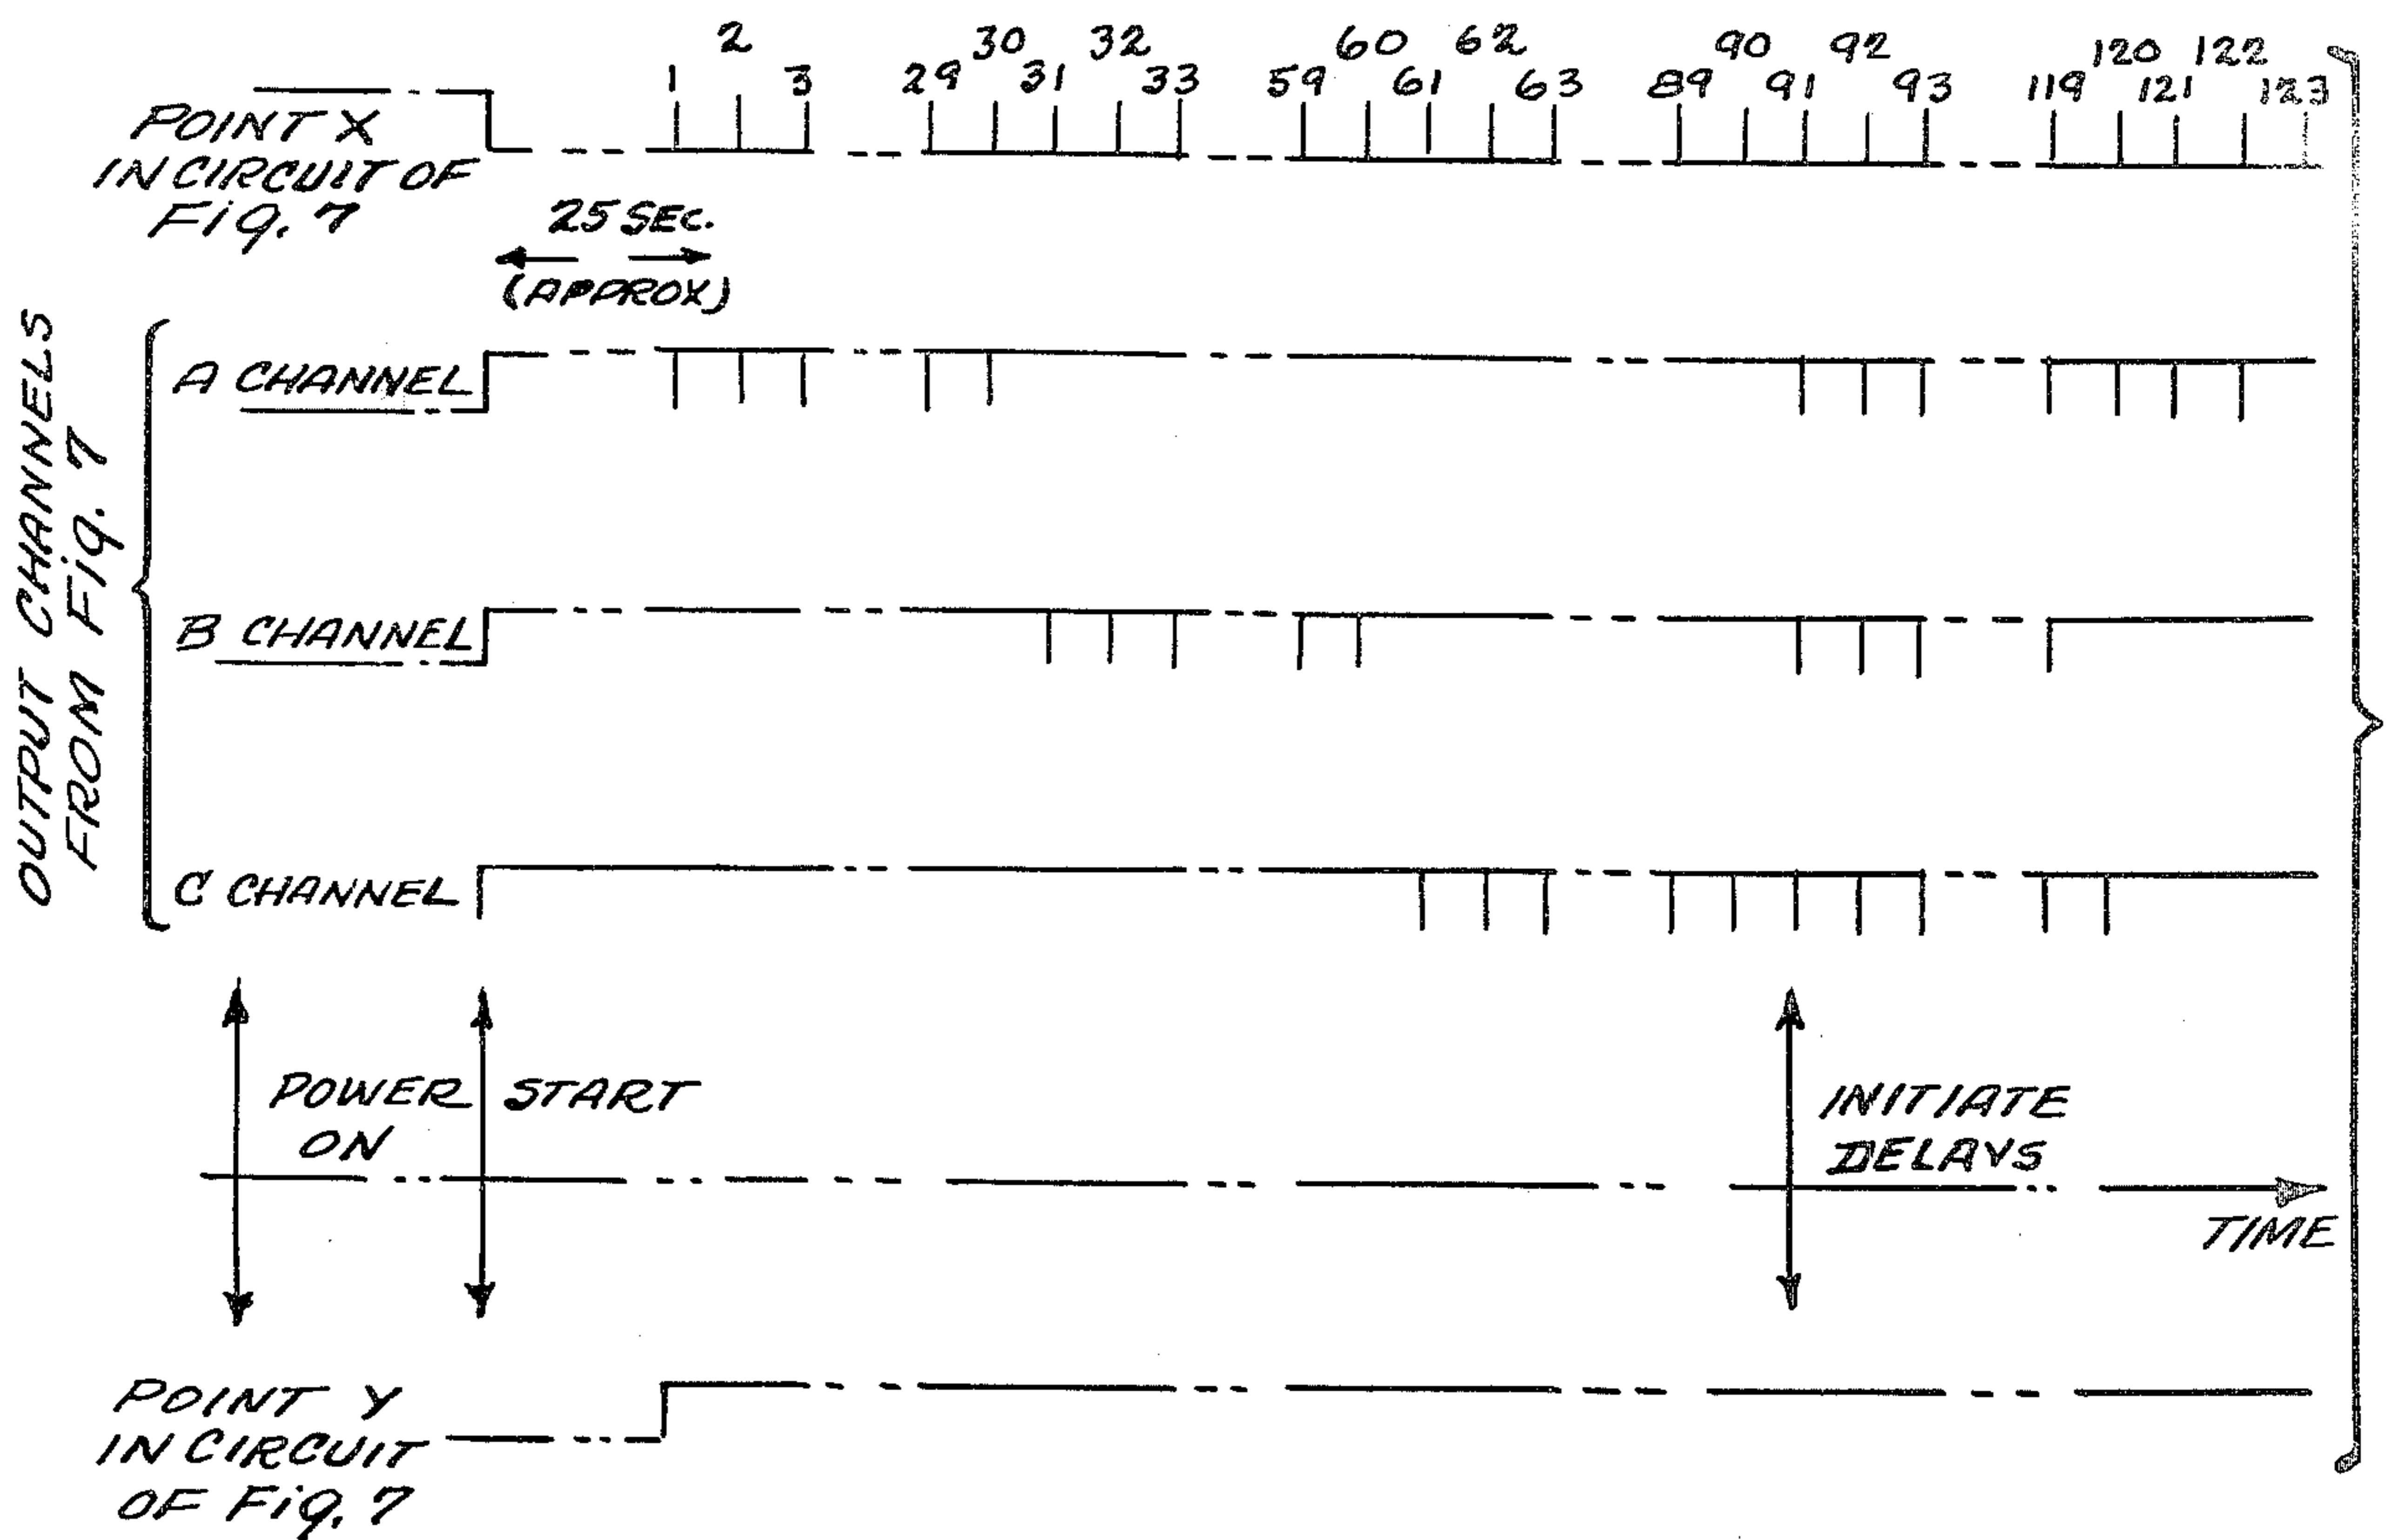 2 30 32 60 62 90 92 120 122
1 3 29 31 33 59 61 63 89 91 93 119 121 123
POINT X
IN CIRCUIT OF
Fig. 7
25 SEC.
(APPROX)
OUTPUT CHANNELS
FROM Fig. 7
A CHANNEL
B CHANNEL
C CHANNEL
POWER
ON
START
INITIATE
DELAYS
TIME
POINT Y
IN CIRCUIT
OF Fig. 7